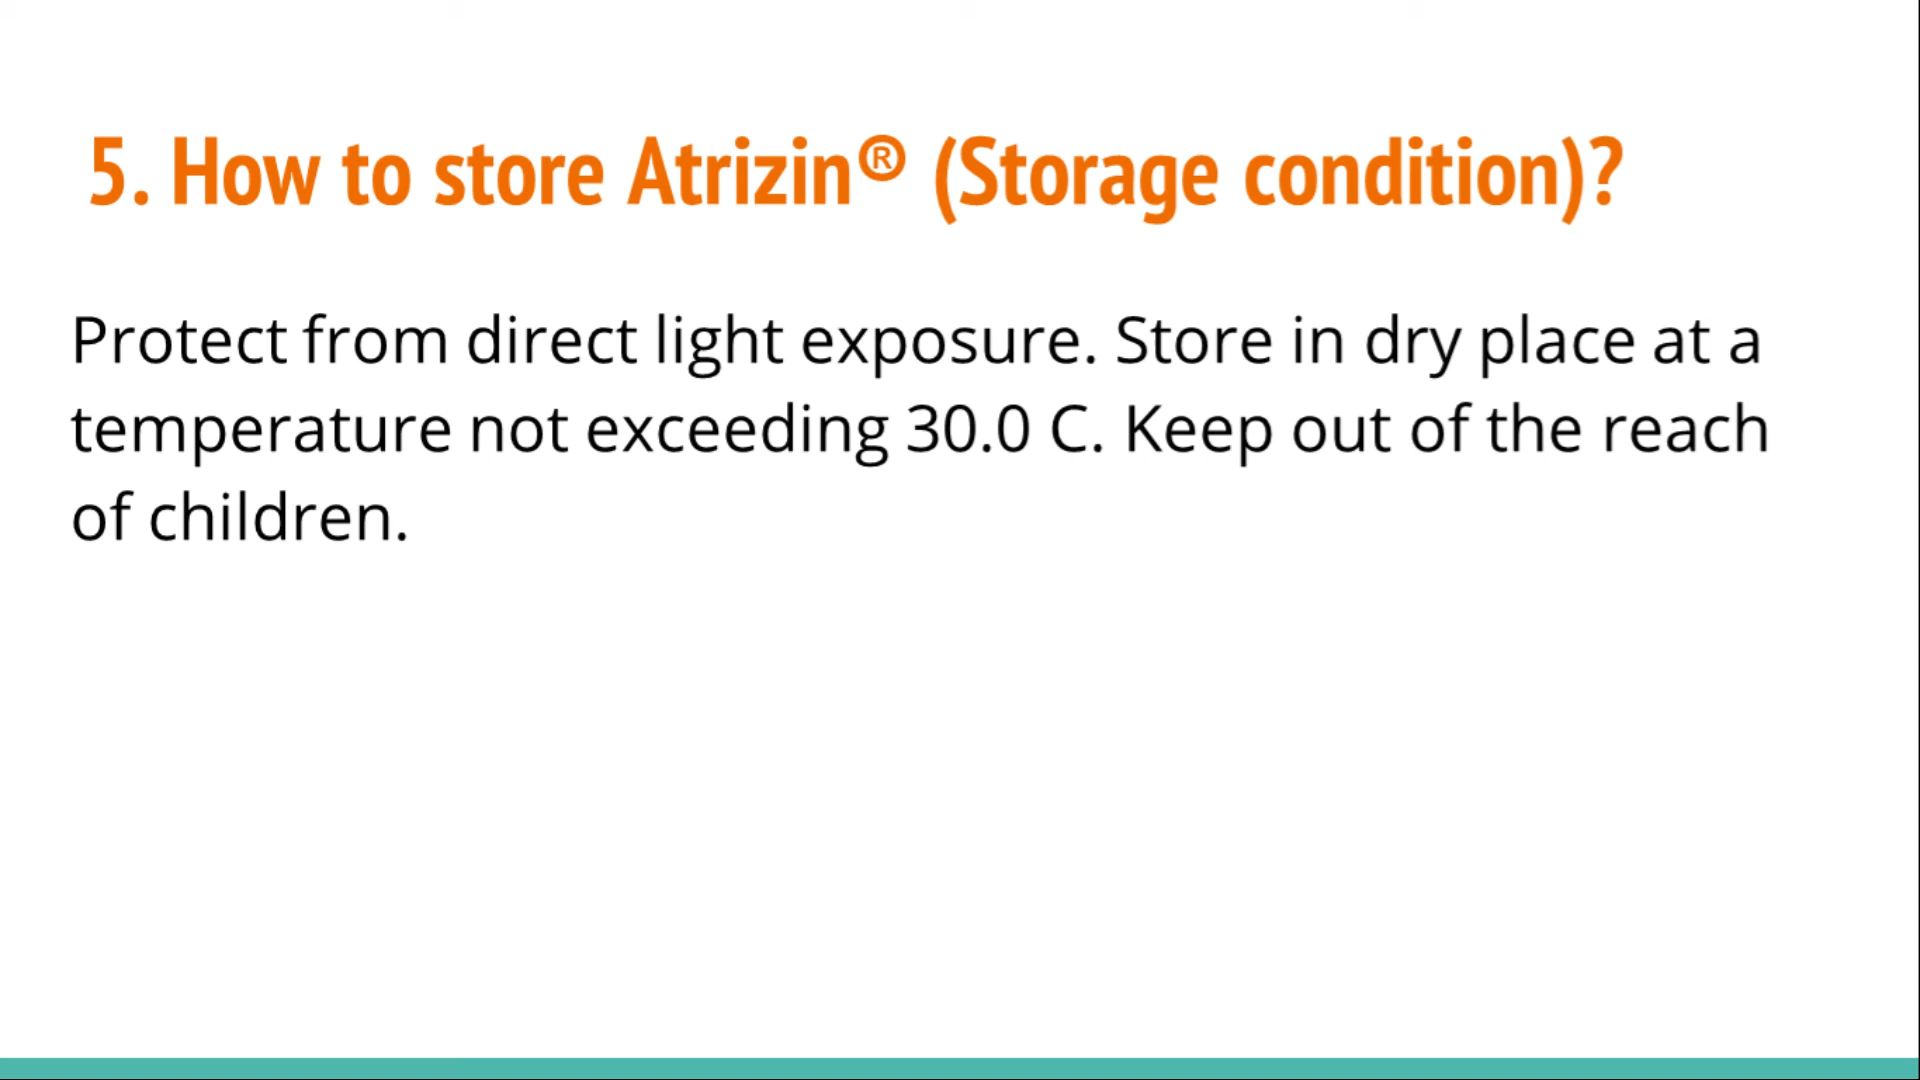 5. How to store Atrizin® (Storage condition)?
Protect from direct light exposure. Store in dry place at a
temperature not exceeding 30.0 C. Keep out of the reach
of children.